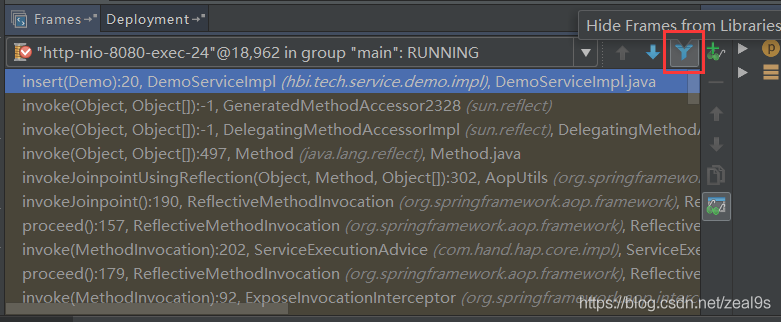 Frames→" Deployment→"
Hide Frames from Libraries
"http-nio-8080-exec-24"@18,962 in group "main": RUNNING
insert(Demo):20, DemoServiceImpl (hbi.tech.service.demo.impl), DemoServiceImpl.java
invoke(Object, Object[]):-1, GeneratedMethodAccessor2328 (sun.reflect)
invoke(Object, Object[]):-1, DelegatingMethodAccessorImpl (sun.reflect), DelegatingMethodA
invoke(Object, Object[]):497, Method (java.lang.reflect), Method.java
invokeJoinpointUsingReflection(Object, Method, Object[]):302, AopUtils (org.springframework.
invokeJoinpoint():190, ReflectiveMethodInvocation (org.springframework.aop.framework), Re
proceed():157, ReflectiveMethodInvocation (org.springframework.aop.framework), Reflective
invoke(MethodInvocation):202, ServiceExecutionAdvice (com.hand.hap.core.impl), ServiceExe
proceed():179, ReflectiveMethodInvocation (org.springframework.aop.framework), Reflective
invoke(MethodInvocation):92, ExposeInvocationInterceptor (org.springframework.aop.inter
https://blog.csdn.net/zeal9s